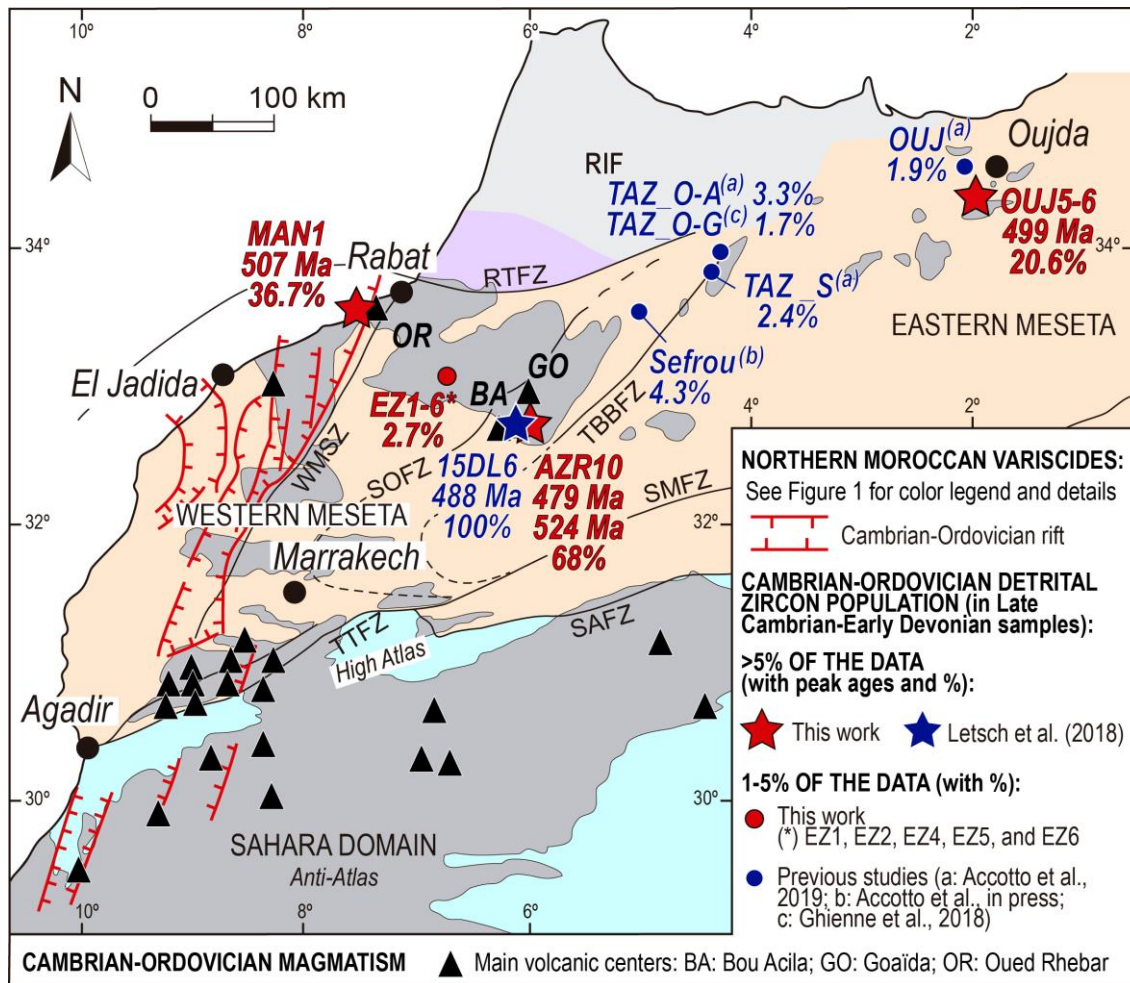 10º 8º 6º 4º 2º
N
0 100 km
RIF
OUJ(a)
1.9%
Oujda
TAZ_O-A(a) 3.3%
TAZ_O-G(c) 1.7%
OUJ5-6
499 Ma
20.6%
34º
34º
MAN1
507 Ma
36.7%
Rabat
RTFZ
TAZ_S(a)
2.4%
EASTERN MESETA
OR
GO
Sefrou(b)
4.3%
El Jadida
BA
EZ1-6*
2.7%
TBBFZ
4º
2º
WMSZ
SOFZ
15DL6
488 Ma
100%
AZR10
479 Ma
524 Ma
68%
SMFZ
32º
32º
WESTERN MESETA
Marrakech
TTFZ
High Atlas
SAFZ
Agadir
30º
30º
SAHARA DOMAIN
Anti-Atlas
10º 8º 6º
NORTHERN MOROCCAN VARISCIDES:
See Figure 1 for color legend and details
Cambrian-Ordovician rift
CAMBRIAN-ORDOVICIAN DETRITAL
ZIRCON POPULATION (in Late
Cambrian-Early Devonian samples):
>5% OF THE DATA
(with peak ages and %):
This work Letsch et al. (2018)
1-5% OF THE DATA (with %):
This work
(*) EZ1, EZ2, EZ4, EZ5, and EZ6
Previous studies (a: Accotto et al.,
2019; b: Accotto et al., in press;
c: Ghienne et al., 2018)
CAMBRIAN-ORDOVICIAN MAGMATISM Main volcanic centers: BA: Bou Acila; GO: Goaïda; OR: Oued Rhebar